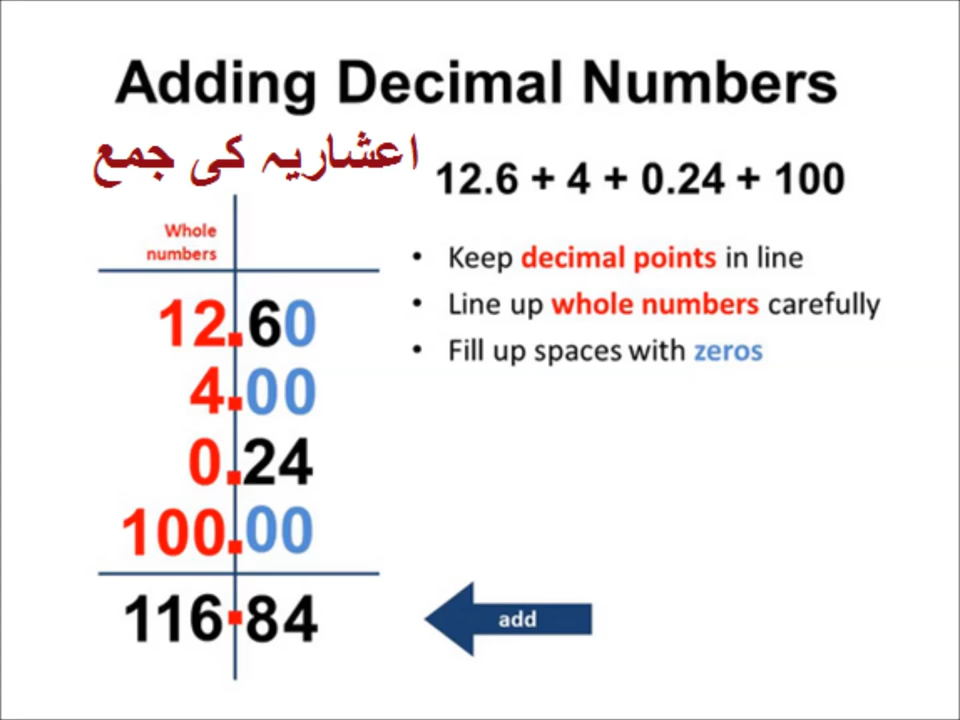 Adding Decimal Numbers
اعشاریہ کی جمع
12.6 + 4 + 0.24 + 100
Whole
numbers
12.60
4.00
0.24
100.00
116.84
• Keep decimal points in line
• Line up whole numbers carefully
• Fill up spaces with zeros
add